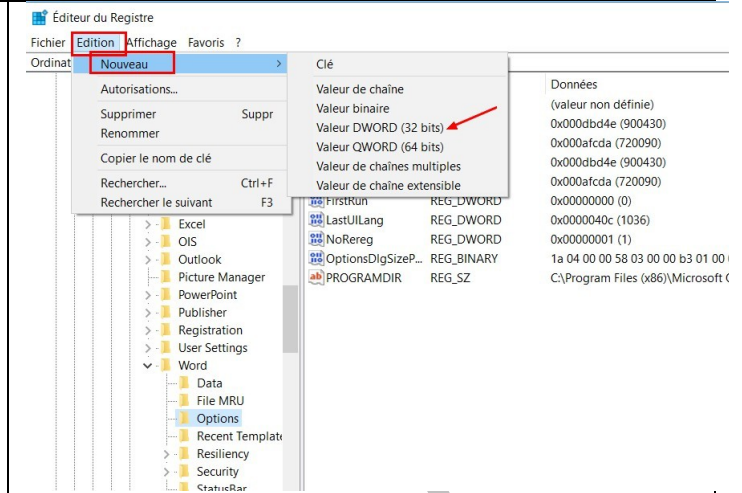 Éditeur du Registre
Fichier Edition Affichage Favoris ?
Ordinat
Nouveau >
Autorisations...
Supprimer Suppr
Renommer
Copier le nom de clé
Rechercher... Ctrl+F
Rechercher le suivant F3
Clé
Valeur de chaîne
Valeur binaire
Valeur DWORD (32 bits)
Valeur QWORD (64 bits)
Valeur de chaînes multiples
Valeur de chaîne extensible
Données
(valeur non définie)
0x000dbd4e (900430)
0x000afcda (720090)
0x000dbd4e (900430)
0x000afcda (720090)
FirstRun REG_DWORD 0x00000000 (0)
LastUILang REG_DWORD 0x0000040c (1036)
NoRereg REG_DWORD 0x00000001 (1)
OptionsDlgSizeP... REG_BINARY 1a 04 00 00 58 03 00 00 b3 01 00
PROGRAMDIR REG_SZ C:\Program Files (x86)\Microsoft
Excel
OIS
Outlook
Picture Manager
PowerPoint
Publisher
Registration
User Settings
Word
Data
File MRU
Options
Recent Template
Resiliency
Security
StatusBar